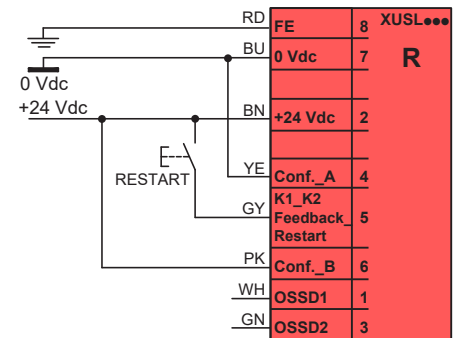 RD FE 8 XUSL●●●
BU 0 Vdc 7 R
0 Vdc
+24 Vdc
BN +24 Vdc 2
RESTART
YE Conf._A 4
GY K1_K2
Feedback_ 5
Restart
PK Conf._B 6
WH OSSD1 1
GN OSSD2 3